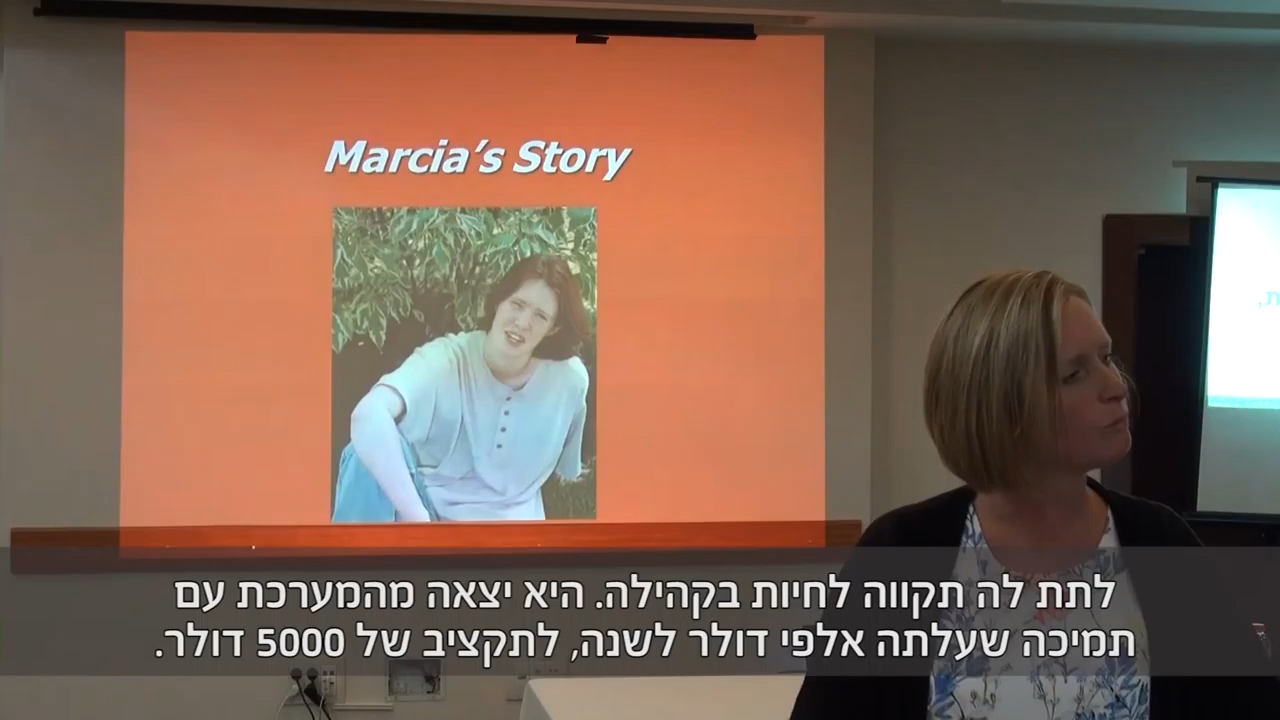 Marcia's Story
ת,
לתת לה תקווה לחיות בקהילה. היא יצאה מהמערכת עם
תמיכה שעלתה אלפי דולר לשנה, לתקציב של 5000 דולר.